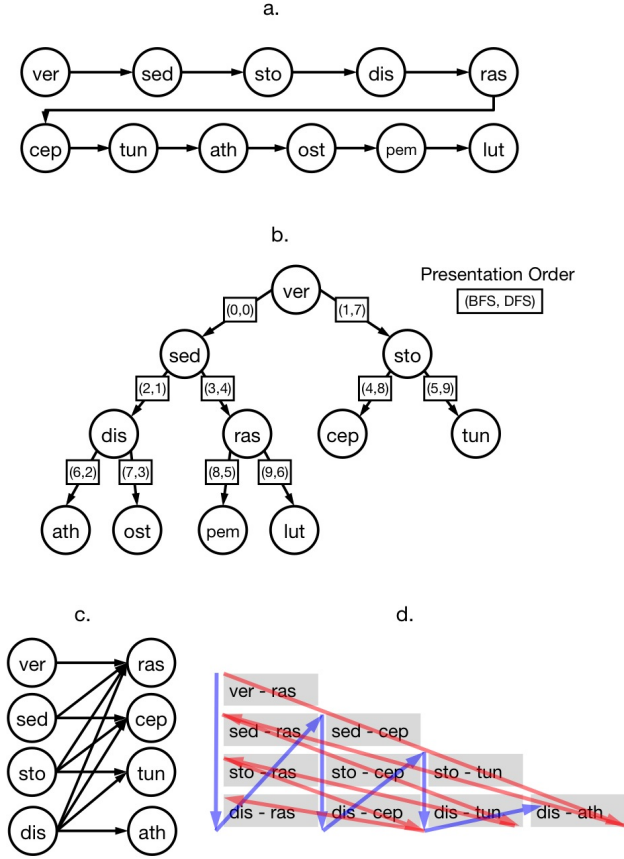 a.
ver sed sto dis ras
cep tun ath ost pem lut
b.
Presentation Order
(BFS, DFS)
ver
(0,0) (1,7)
sed sto
(2,1) (3,4) (4,8) (5,9)
dis ras cep tun
(6,2) (7,3) (8,5) (9,6)
ath ost pem lut
c.
ver ras
sed cep
sto tun
dis ath
d.
ver - ras
sed - ras sed - cep
sto - ras sto - cep sto - tun
dis - ras dis - cep dis - tun dis - ath